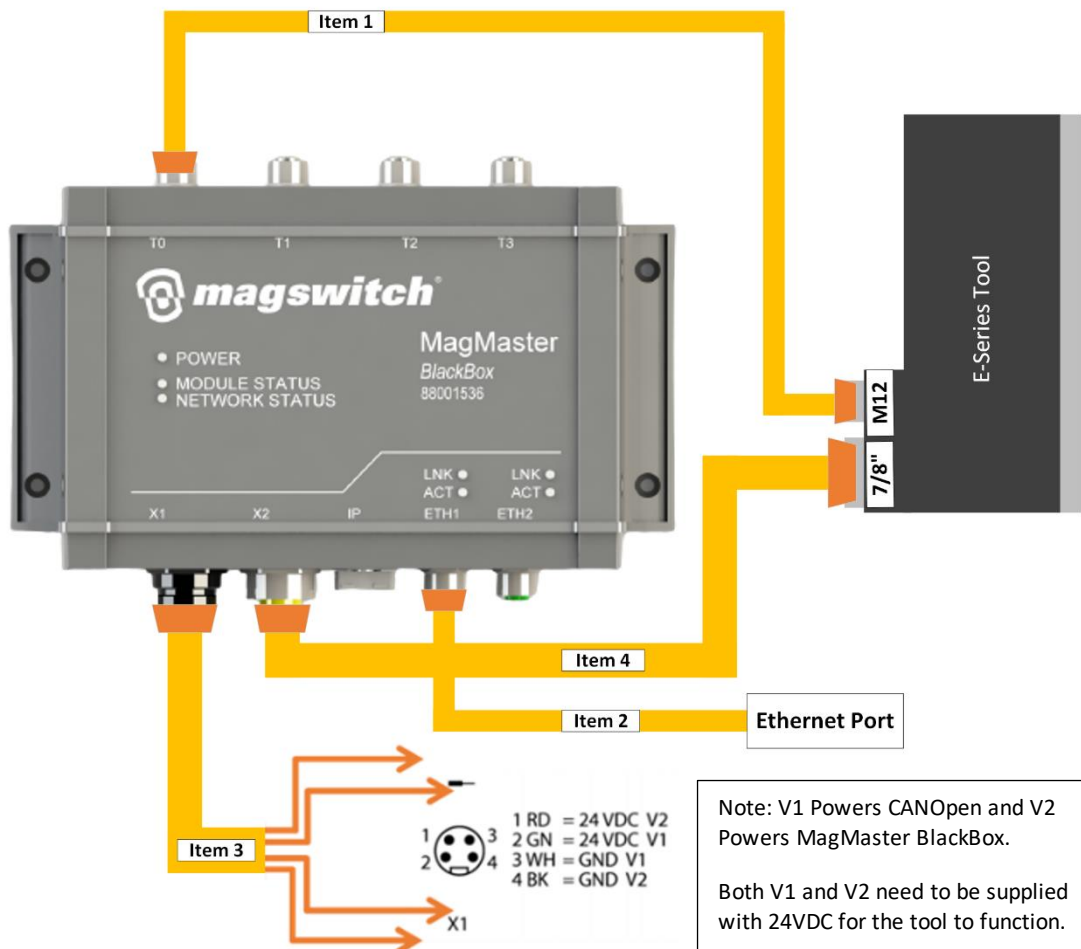 Item 1
T0 T1 T2 T3
magswitch®
POWER
MODULE STATUS
NETWORK STATUS
MagMaster
BlackBox
88001536
LNK LNK
ACT ACT
X1 X2 IP ETH1 ETH2
E-Series Tool
M12
7/8"
Item 4
Item 2
Ethernet Port
Item 3
1 3
2 4
1 RD = 24 VDC V2
2 GN = 24 VDC V1
3 WH = GND V1
4 BK = GND V2
X1
Note: V1 Powers CANOpen and V2
Powers MagMaster BlackBox.
Both V1 and V2 need to be supplied
with 24VDC for the tool to function.